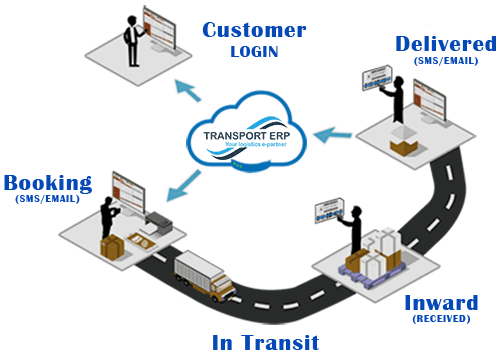 Customer
LOGIN
Delivered
(SMS/EMAIL)
TRANSPORT ERP
Your logistics e-partner
Booking
(SMS/EMAIL)
Inward
(RECEIVED)
In Transit